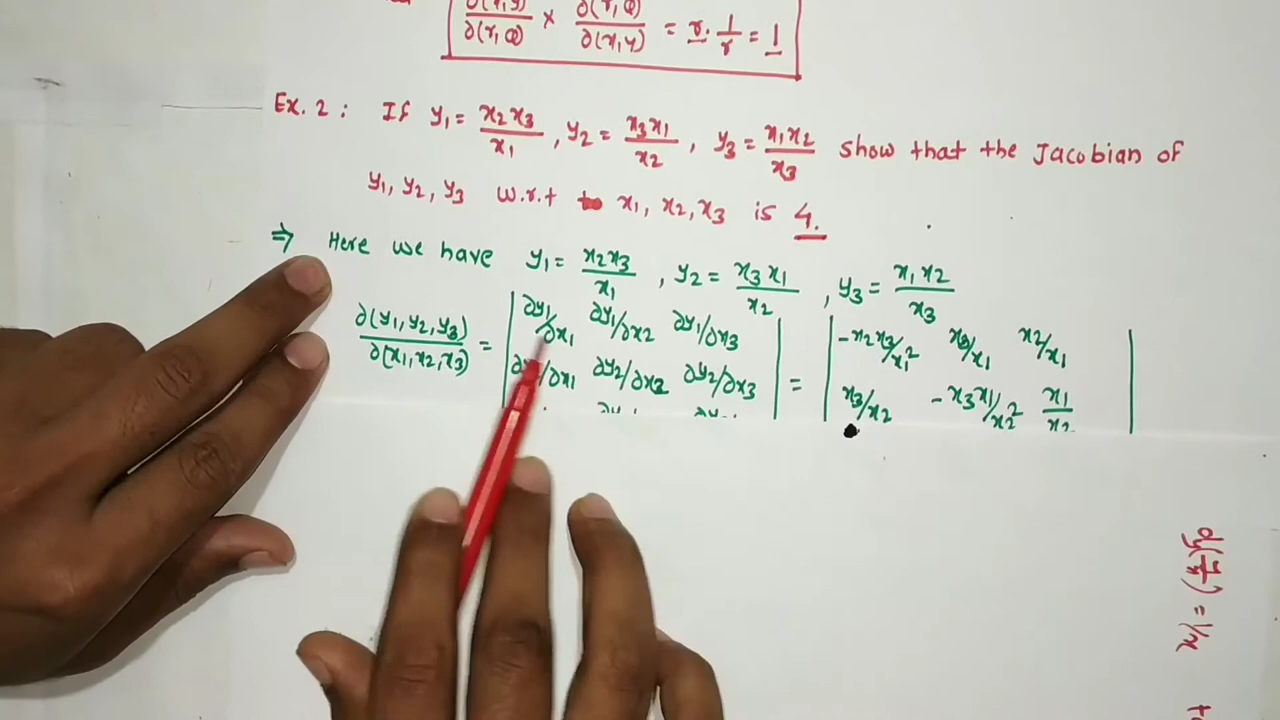 ∂(r,θ) × ∂(x,y) = r · 1/r = 1
Ex. 2 : If y₁ = x₂x₃/x₁ , y₂ = x₃x₁/x₂ , y₃ = x₁x₂/x₃ show that the Jacobian of
y₁, y₂, y₃ w.r.t x₁, x₂, x₃ is 4.
⇒ Here we have y₁ = x₂x₃/x₁ , y₂ = x₃x₁/x₂ , y₃ = x₁x₂/x₃
∂(y₁,y₂,y₃)/∂(x₁,x₂,x₃) = | ∂y₁/∂x₁ ∂y₁/∂x₂ ∂y₁/∂x₃ | = | -x₂x₃/x₁² x₃/x₁ x₂/x₁ |
/∂x₁ ∂y₂/∂x₂ ∂y₂/∂x₃ | x₃/x₂ -x₃x₁/x₂² x₁/x₂ |
= 1/x